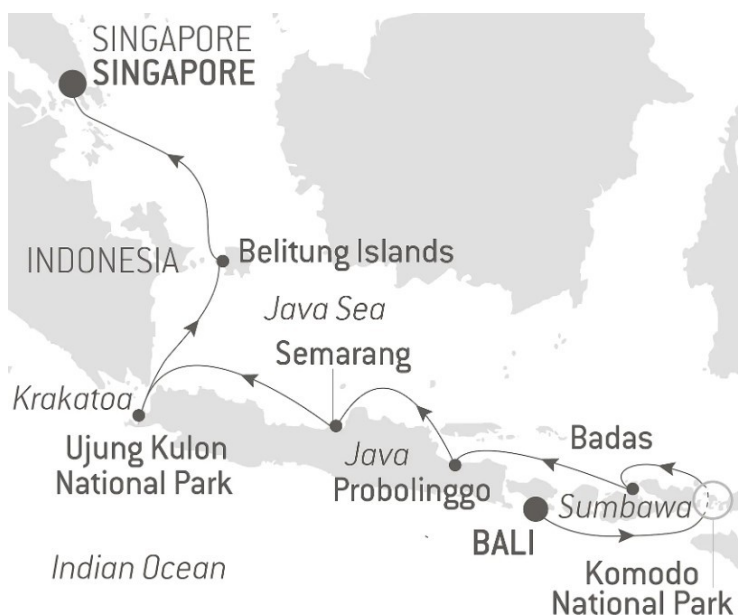 SINGAPORE
SINGAPORE
INDONESIA
Belitung Islands
Java Sea
Semarang
Krakatoa
Ujung Kulon
National Park
Java
Probolinggo
Badas
Sumbawa
BALI
Komodo
National Park
Indian Ocean